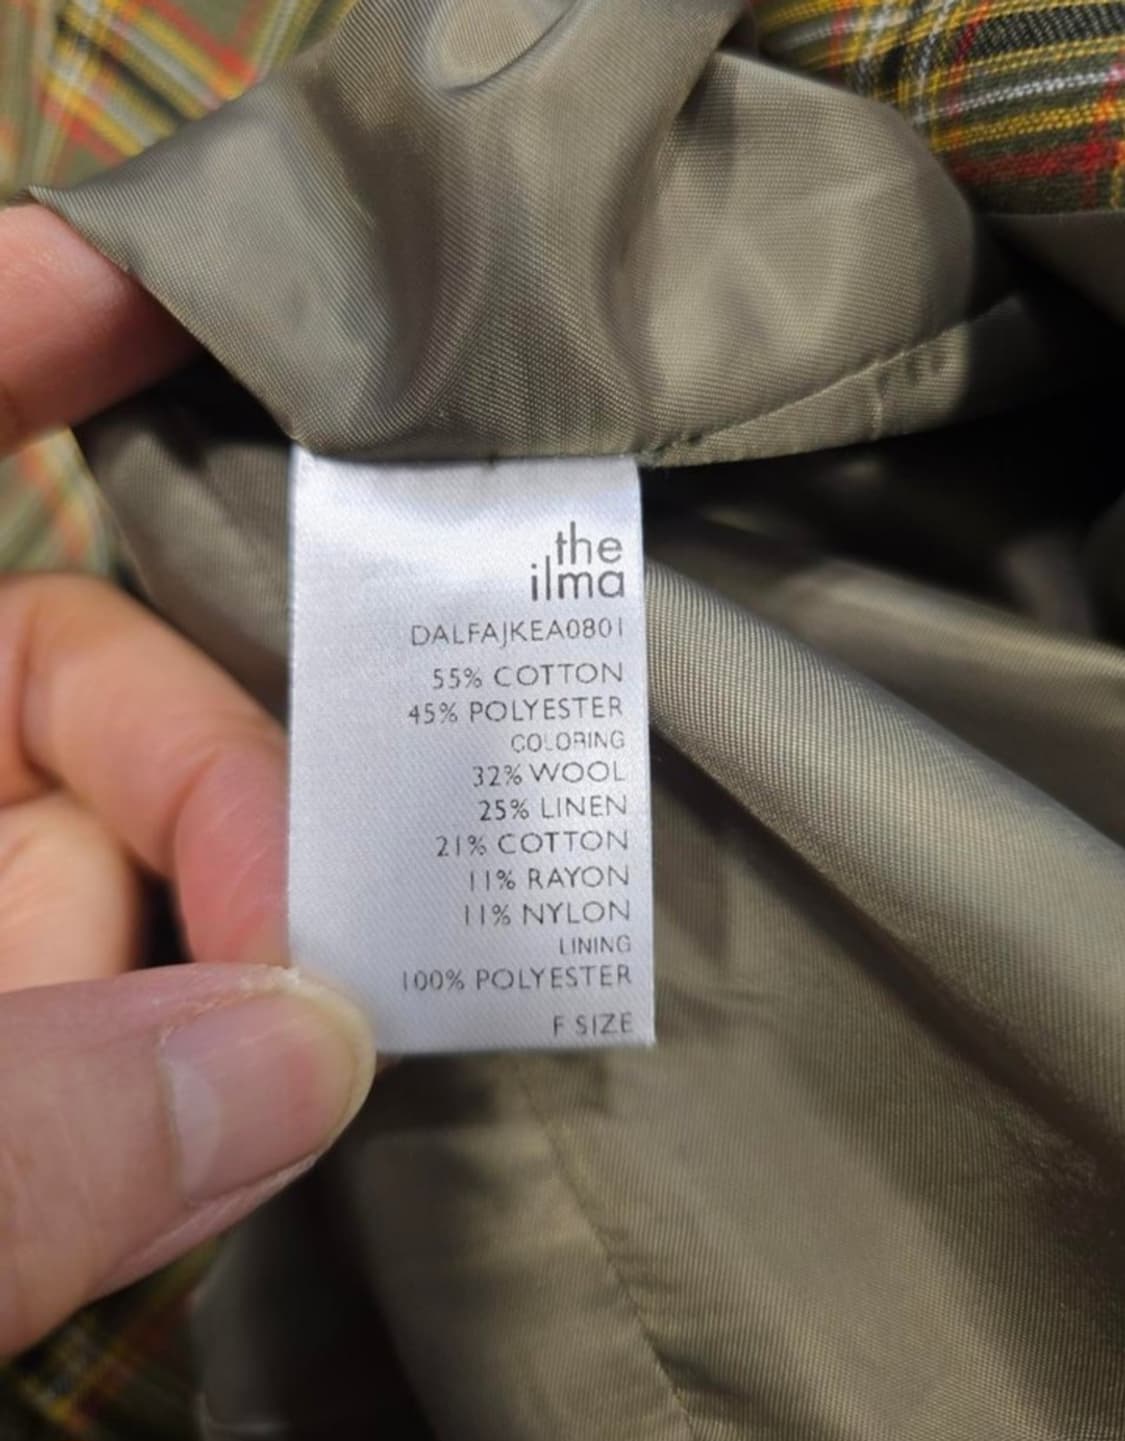 the
ilma
DALFAJKEA0801
55% COTTON
45% POLYESTER
COLORING
32% WOOL
25% LINEN
21% COTTON
11% RAYON
11% NYLON
LINING
100% POLYESTER
F SIZE